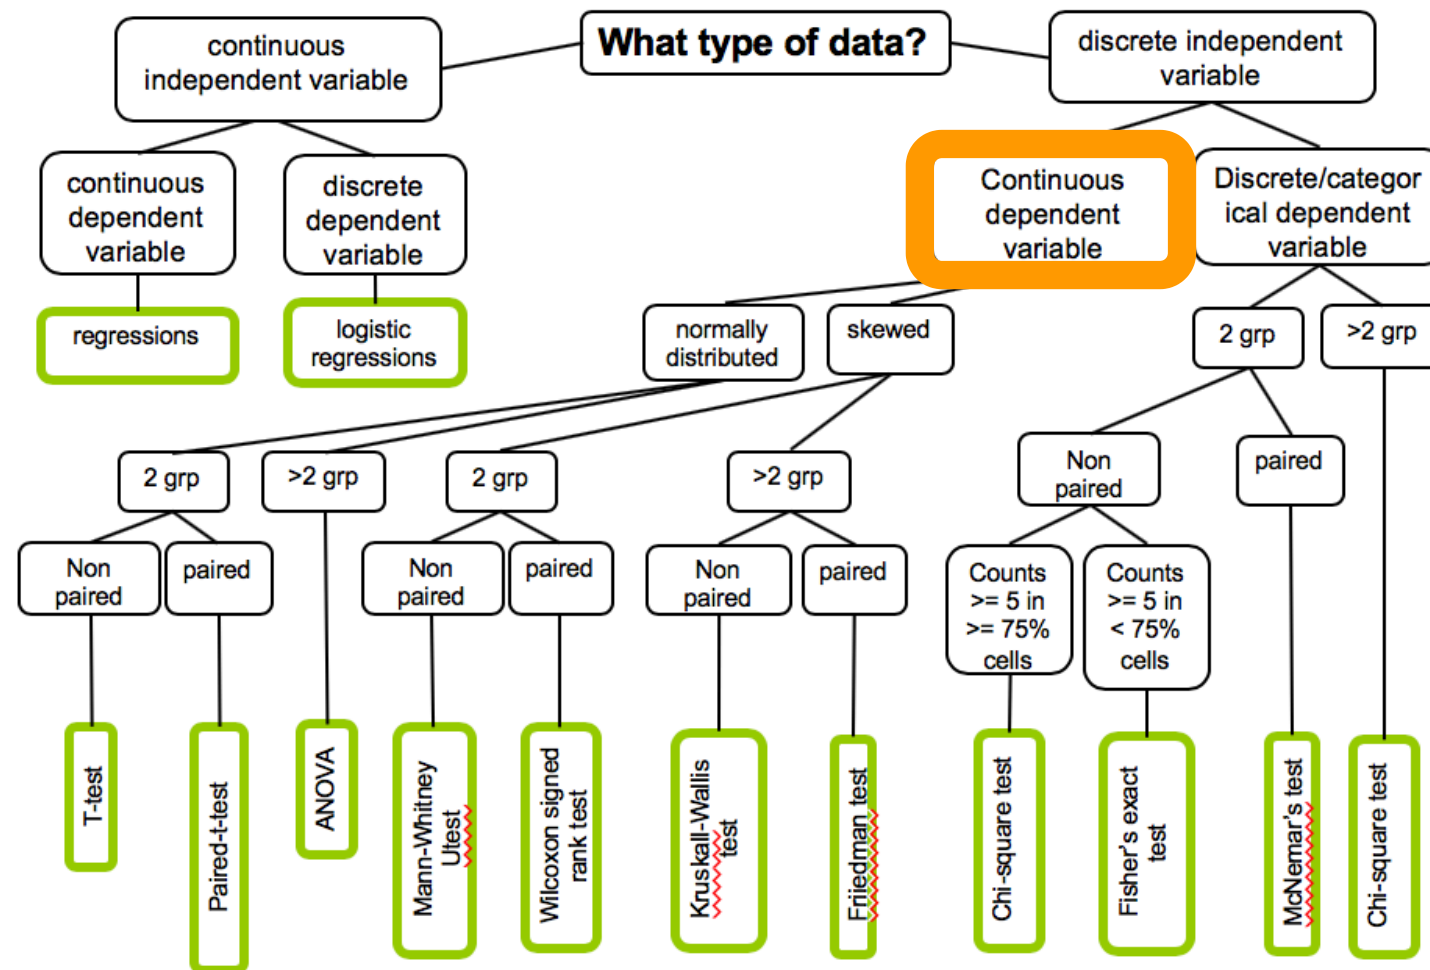 What type of data?
continuous
independent variable
discrete independent
variable
continuous
dependent
variable
discrete
dependent
variable
Continuous
dependent
variable
Discrete/categor
ical dependent
variable
regressions
logistic
regressions
normally
distributed
skewed
2 grp
>2 grp
2 grp
>2 grp
2 grp
>2 grp
Non
paired
paired
Non
paired
paired
Non
paired
paired
Non
paired
paired
Counts
>= 5 in
>= 75%
cells
Counts
>= 5 in
< 75%
cells
T-test
Paired-t-test
ANOVA
Mann-Whitney
Utest
Wilcoxon signed
rank test
Kruskall-Wallis
test
Friiedman test
Chi-square test
Fisher's exact
test
McNemar's test
Chi-square test